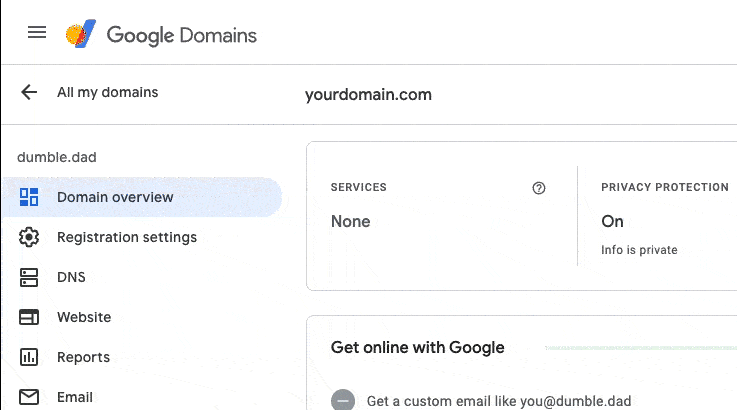 Google Domains
All my domains
yourdomain.com
dumble.dad
Domain overview
Registration settings
DNS
Website
Reports
Email
SERVICES
None
PRIVACY PROTECTION
On
Info is private
Get online with Google
Get a custom email like you@dumble.dad